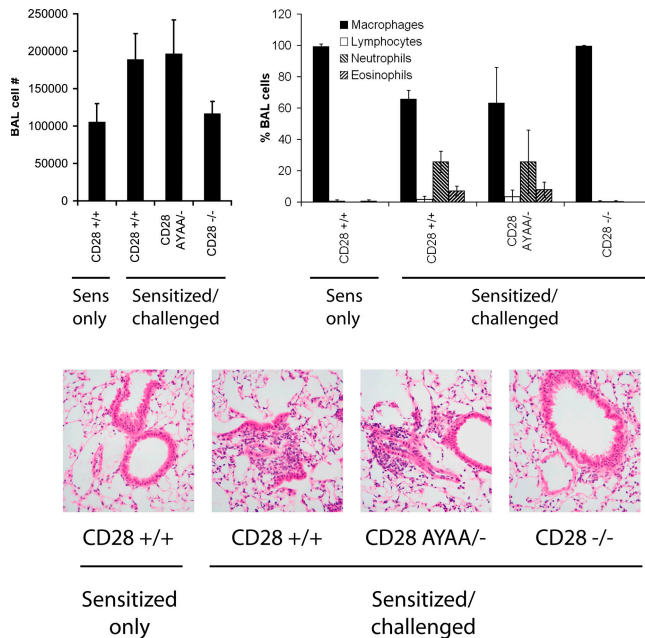 250000
200000
150000
100000
50000
0
BAL cell #
CD28 +/+
CD28 +/+
CD28
AYAA/-
CD28 -/-
Sens
only
Sensitized/
challenged
100
80
60
40
20
0
% BAL cells
Macrophages
Lymphocytes
Neutrophils
Eosinophils
CD28 +/+
CD28 +/+
CD28
AYAA/-
CD28 -/-
Sens
only
Sensitized/
challenged
CD28 +/+
CD28 +/+
CD28 AYAA/-
CD28 -/-
Sensitized
only
Sensitized/
challenged